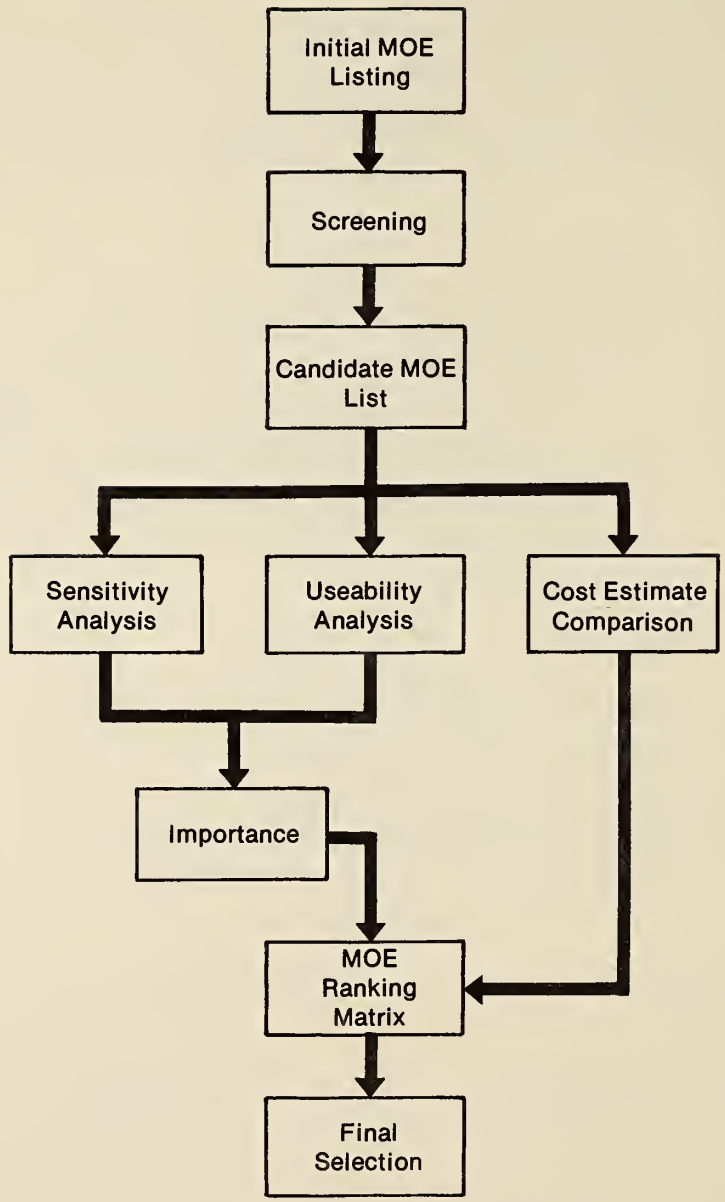 Initial MOE
Listing
Screening
Candidate MOE
List
Sensitivity
Analysis
Useability
Analysis
Cost Estimate
Comparison
Importance
MOE
Ranking
Matrix
Final
Selection